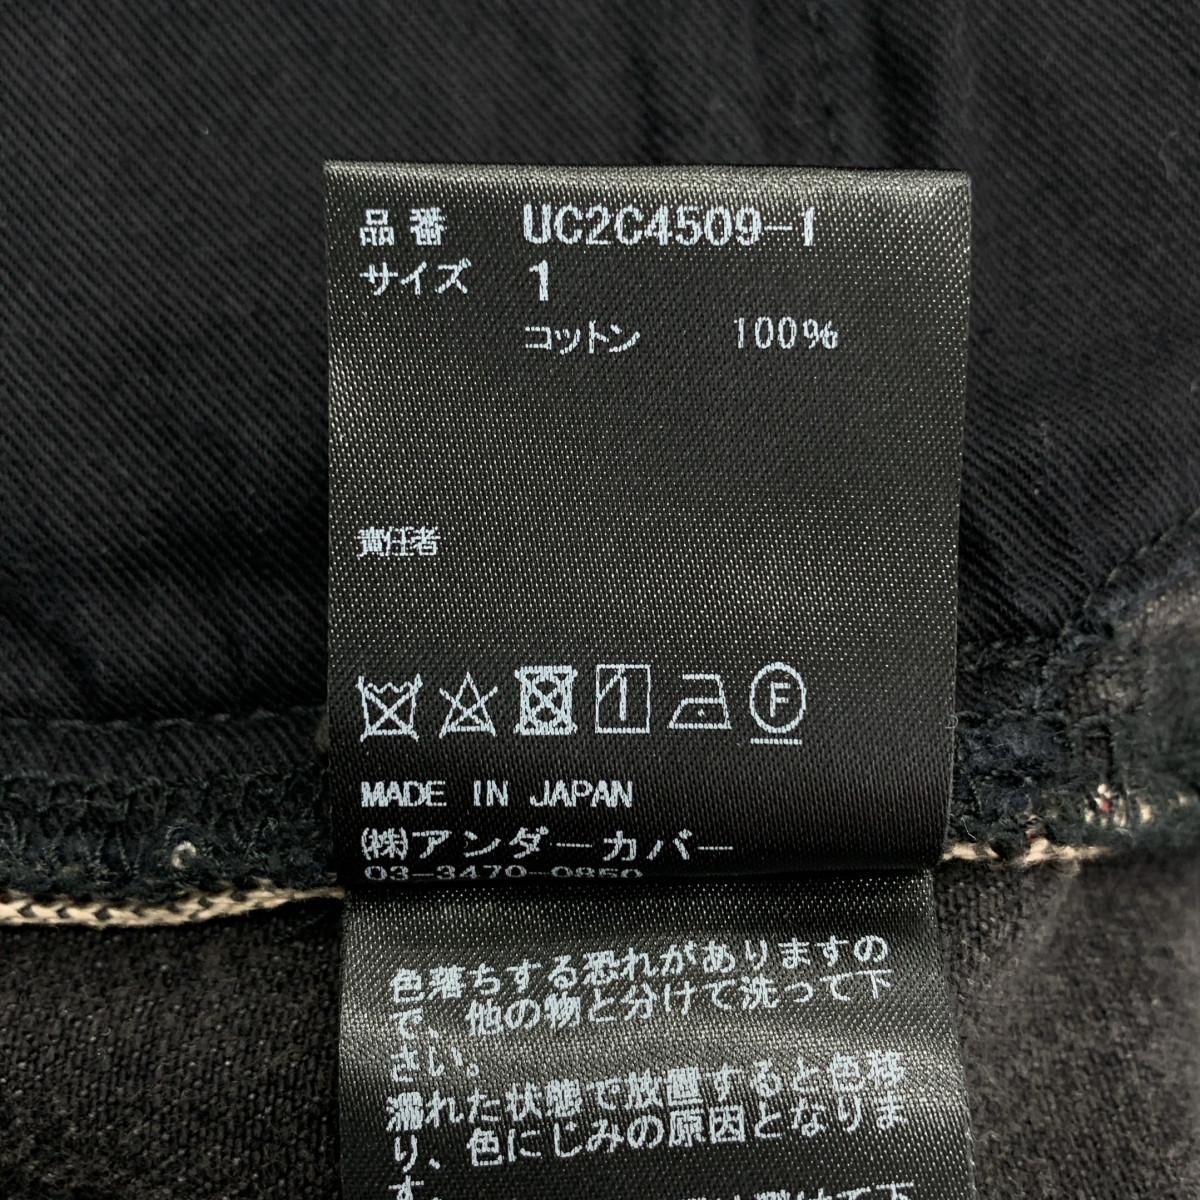 品番 UC2C4509-1
サイズ 1
コットン 100%
責任者
1 F
MADE IN JAPAN
(株)アンダーカバー
03-3470-0850
色落ちする恐れがありますの
で、他の物と分けて洗って下
さい。
濡れた状態で放置すると色移
り、色にじみの原因となりま
す。